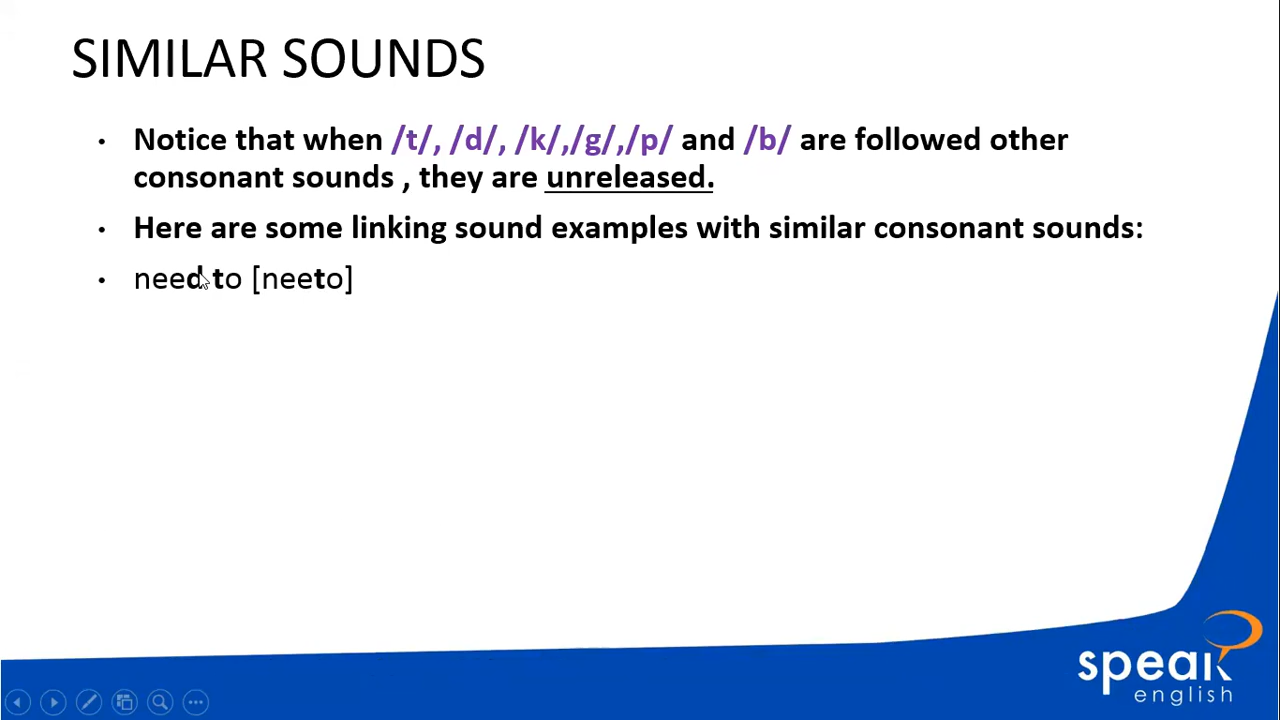 SIMILAR SOUNDS
• Notice that when /t/, /d/, /k/,/g/,/p/ and /b/ are followed other
consonant sounds , they are unreleased.
• Here are some linking sound examples with similar consonant sounds:
• need to [neeto]
speak
english